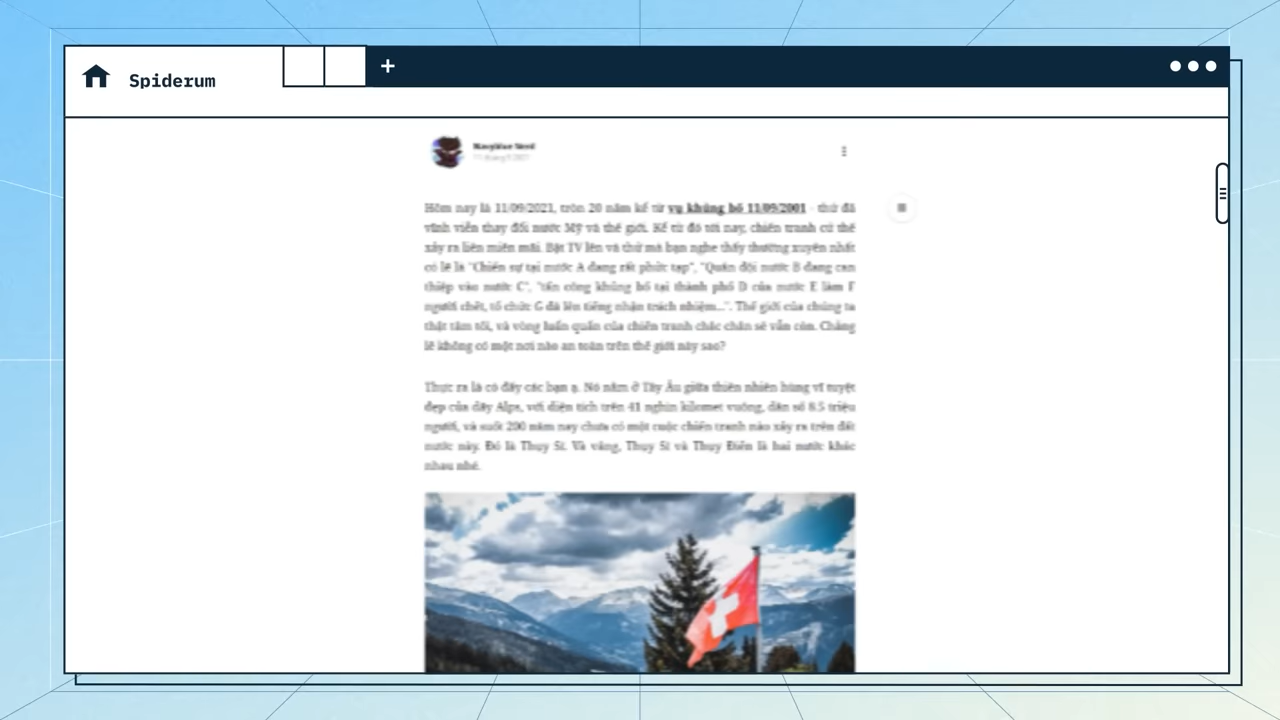 Spiderum
Hôm nay là 11/09/2021, tròn 20 năm kể từ vụ khủng bố 11/09/2001 - thứ đã
vĩnh viễn thay đổi nước Mỹ và thế giới. Kể từ đó tới nay, chiến tranh cứ thế
xảy ra liên miên mãi. Bật TV lên và thứ mà bạn nghe thấy thường xuyên nhất
có lẽ là "Chiến sự tại nước A đang rất phức tạp", "Quân đội nước B đang can
thiệp vào nước C", "tấn công khủng bố tại thành phố D của nước E làm F
người chết, tổ chức G đã lên tiếng nhận trách nhiệm...". Thế giới của chúng ta
thật tăm tối, và vòng luẩn quẩn của chiến tranh chắc chắn sẽ vẫn còn. Chẳng
lẽ không có một nơi nào an toàn trên thế giới này sao?
Thực ra là có đấy các bạn ạ. Nó nằm ở Tây Âu giữa thiên nhiên hùng vĩ tuyệt
đẹp của dãy Alps, với diện tích trên 41 nghìn kilomet vuông, dân số 8.5 triệu
người, và suốt 200 năm nay chưa có một cuộc chiến tranh nào xảy ra trên đất
nước này. Đó là Thụy Sĩ. Và vâng, Thụy Sĩ và Thụy Điển là hai nước khác
nhau nhé.